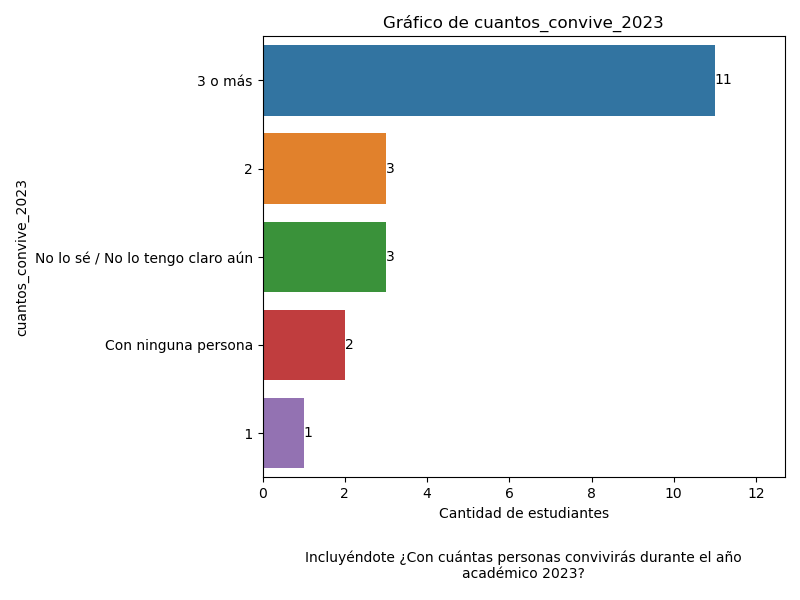 Gráfico de cuantos_convive_2023
cuantos_convive_2023
3 o más
11
2
3
No lo sé / No lo tengo claro aún
3
Con ninguna persona
2
1
1
0 2 4 6 8 10 12
Cantidad de estudiantes
Incluyéndote ¿Con cuántas personas convivirás durante el año
académico 2023?